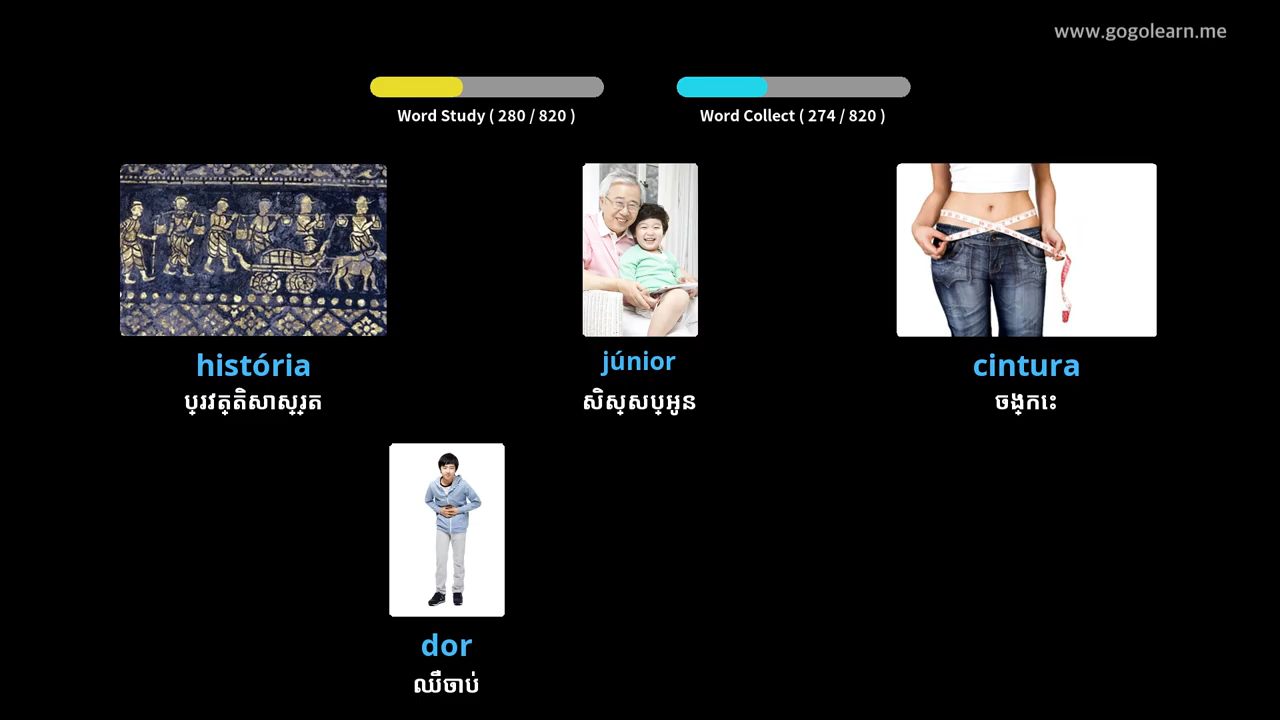 www.gogolearn.me
Word Study ( 280 / 820 )
Word Collect ( 274 / 820 )
história
ប្រវត្តិសាស្រ្ត
júnior
សិស្សប្អូន
cintura
ចង្កេះ
dor
ឈឺចាប់